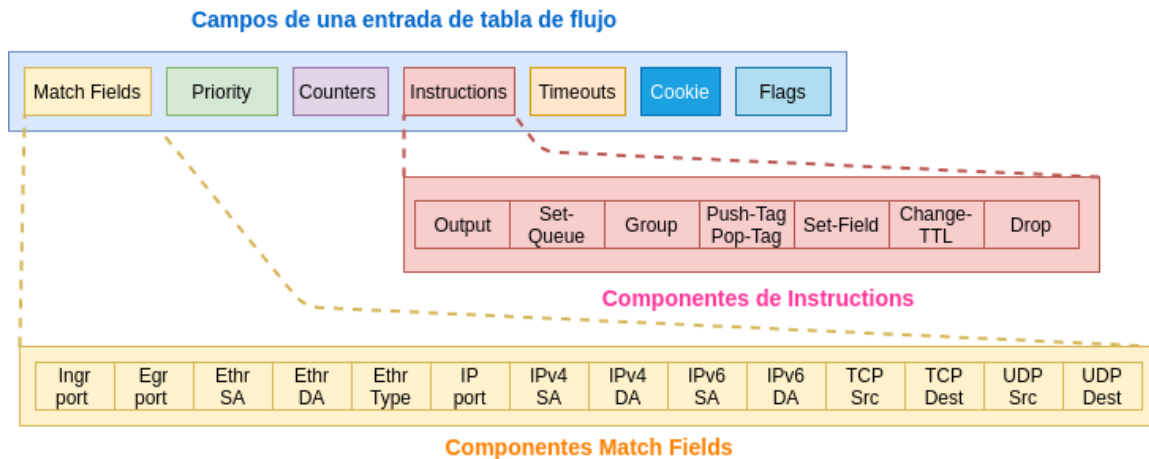 Campos de una entrada de tabla de flujo
Match Fields Priority Counters Instructions Timeouts Cookie Flags
Output Set-Queue Group Push-Tag Pop-Tag Set-Field Change-TTL Drop
Componentes de Instructions
Ingr port Egr port Ethr SA Ethr DA Ethr Type IP port IPv4 SA IPv4 DA IPv6 SA IPv6 DA TCP Src TCP Dest UDP Src UDP Dest
Componentes Match Fields